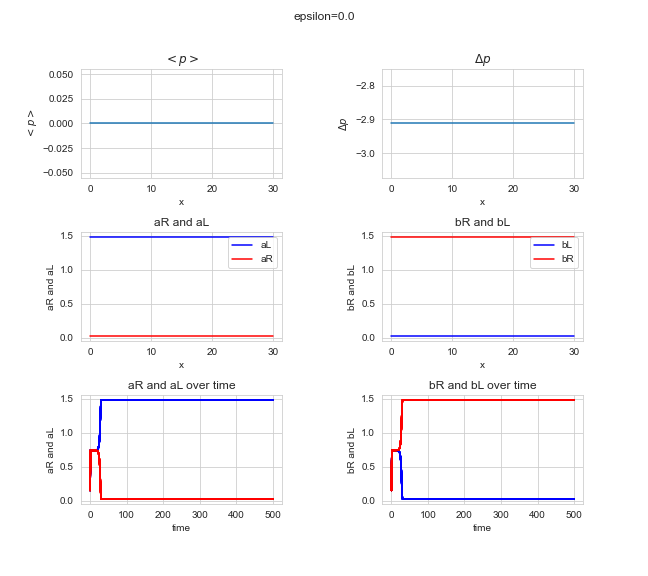 epsilon=0.0
< p >
Δp
0.050
0.025
0.000
−0.025
−0.050
< p >
0 10 20 30
x
−2.8
−2.9
−3.0
Δp
0 10 20 30
x
aR and aL
bR and bL
1.5
1.0
0.5
0.0
aR and aL
aL
aR
0 10 20 30
x
1.5
1.0
0.5
0.0
bR and bL
bL
bR
0 10 20 30
x
aR and aL over time
bR and bL over time
1.5
1.0
0.5
0.0
aR and aL
0 100 200 300 400 500
time
1.5
1.0
0.5
0.0
bR and bL
0 100 200 300 400 500
time